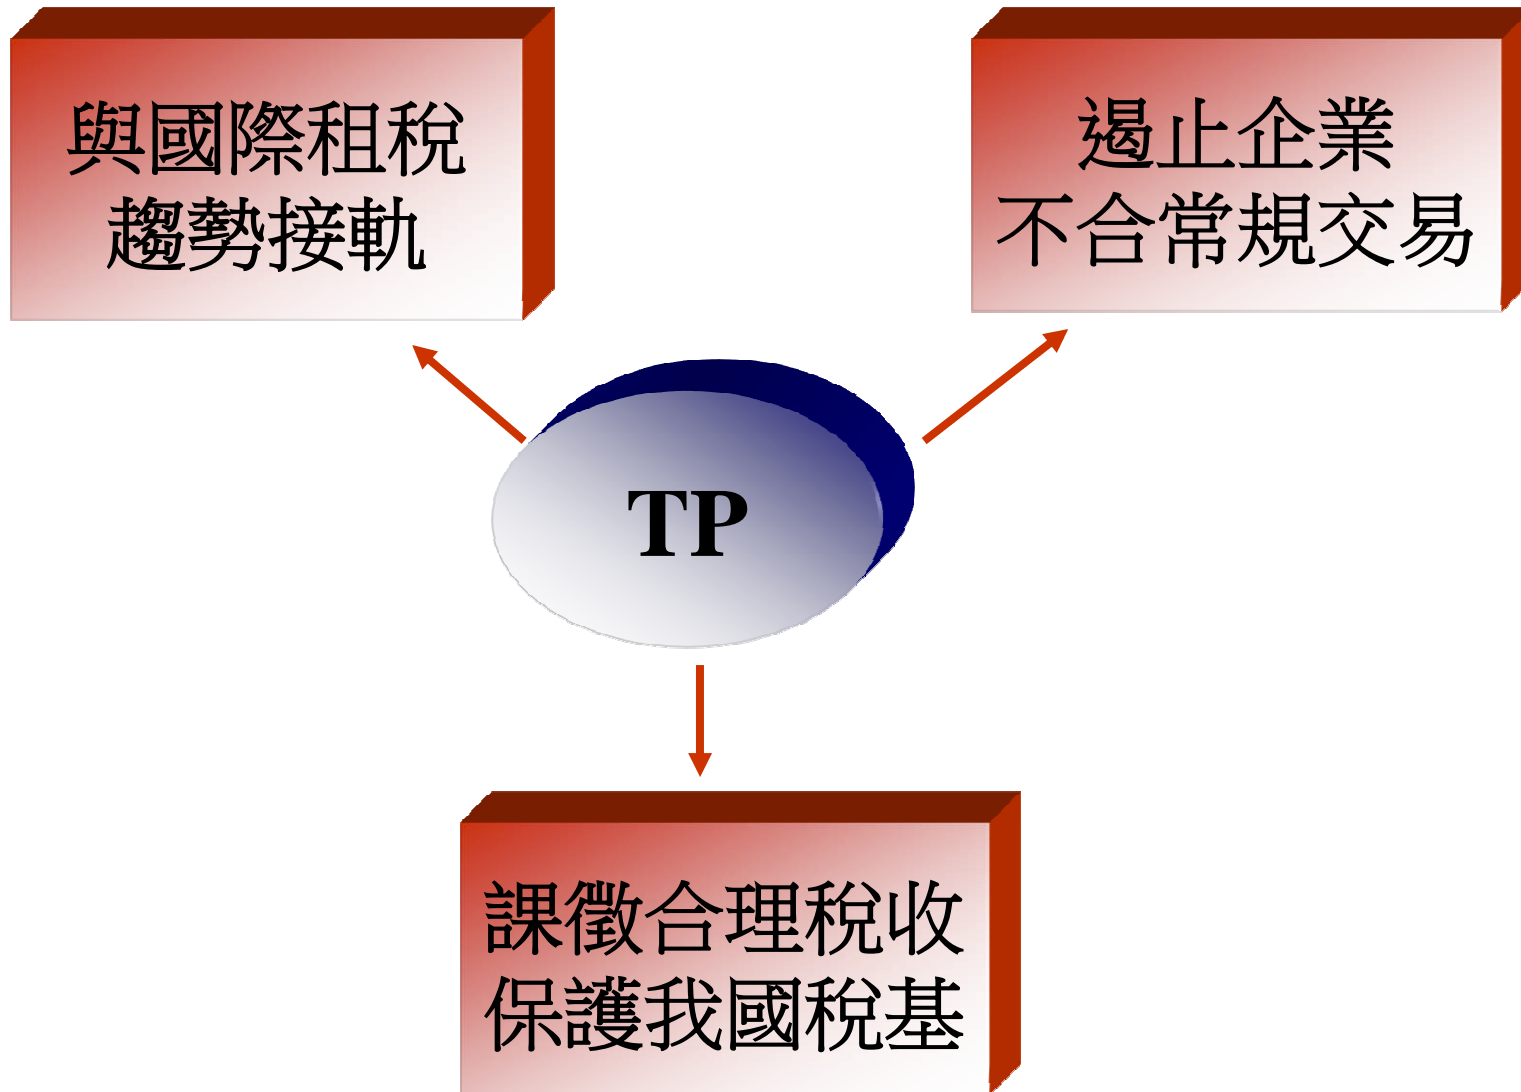 與國際租稅
趨勢接軌
遏止企業
不合常規交易
TP
課徵合理稅收
保護我國稅基